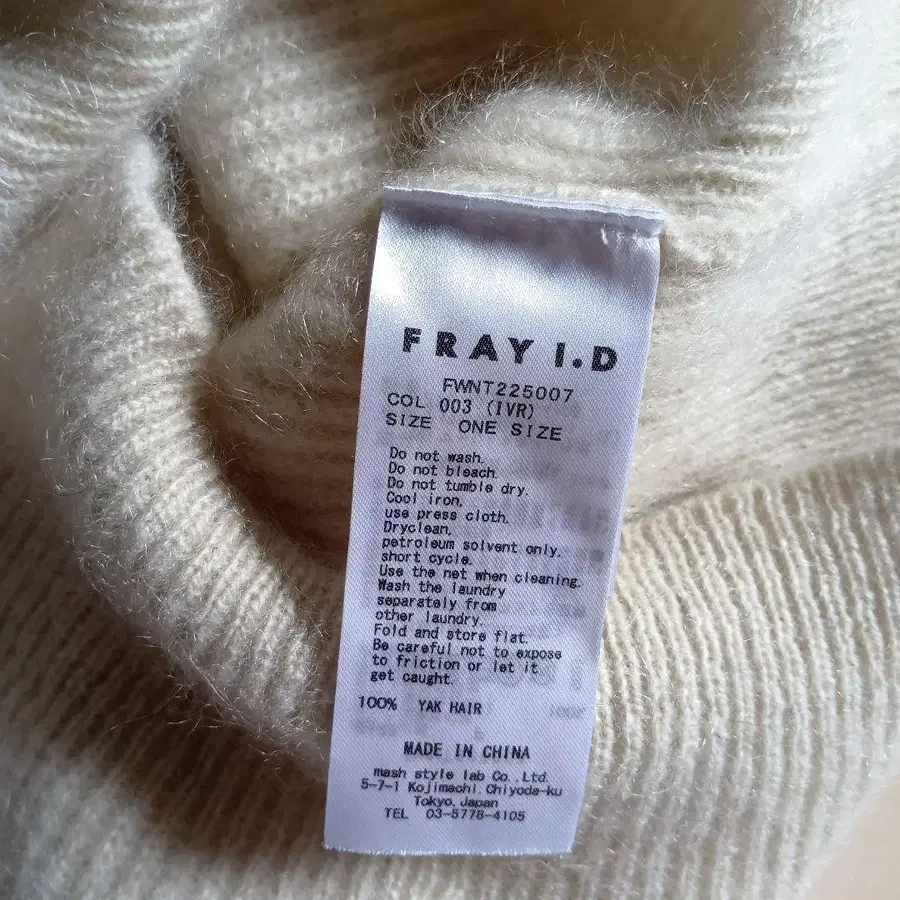 FRAY I.D
FWNT225007
COL 003 (IVR)
SIZE ONE SIZE
Do not wash.
Do not bleach.
Do not tumble dry.
Cool iron,
use press cloth.
Dryclean,
petroleum solvent only,
short cycle.
Use the net when cleaning.
Wash the laundry
separately from
other laundry.
Fold and store flat.
Be careful not to expose
to friction or let it
get caught.
100% YAK HAIR
MADE IN CHINA
mash style lab Co.,Ltd.
5-7-1 Kojimachi,Chiyoda-ku
Tokyo,Japan
TEL 03-5778-4105